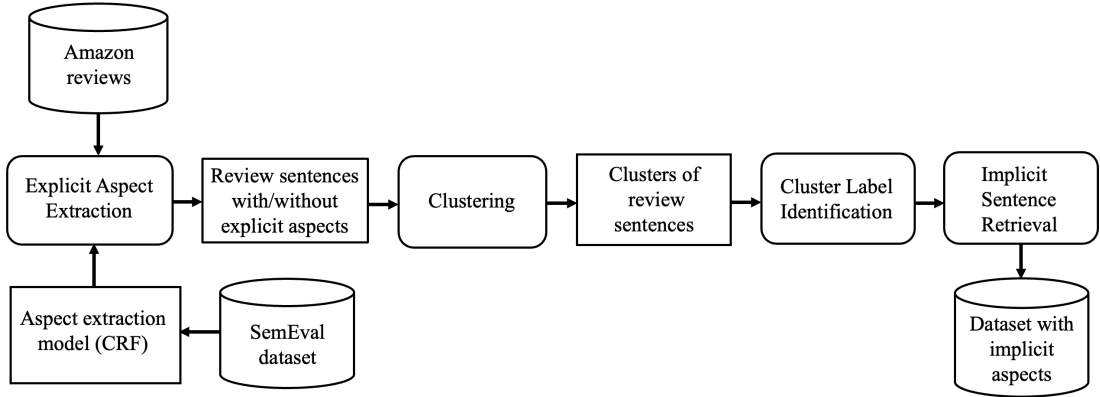 Amazon
reviews
Explicit Aspect
Extraction
Review sentences
with/without
explicit aspects
Clustering
Clusters of
review
sentences
Cluster Label
Identification
Implicit
Sentence
Retrieval
Aspect extraction
model (CRF)
SemEval
dataset
Dataset with
implicit
aspects